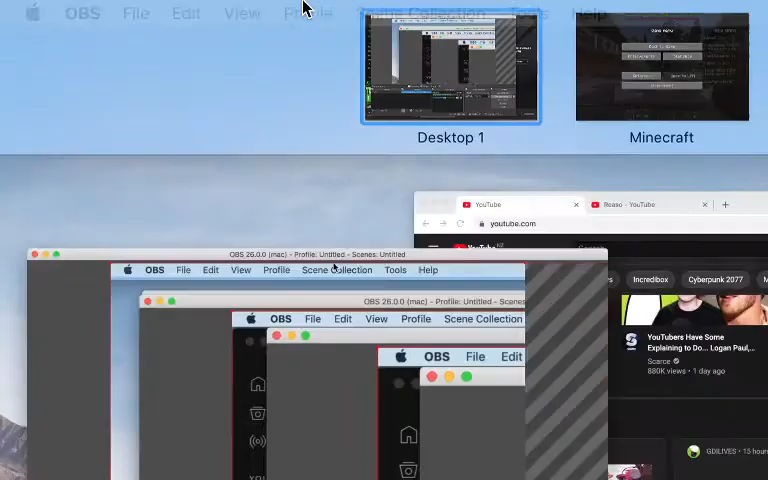 OBS File Edit View Profile Scene Collection Tools Help
Desktop 1
Minecraft
YouTube
Reaso - YouTube
youtube.com
OBS 26.0.0 (mac) - Profile: Untitled - Scenes: Untitled
OBS File Edit View Profile Scene Collection Tools Help
Incredibox
Cyberpunk 2077
OBS 26.0.0 (mac) - Profile: Untitled - Scenes
OBS File Edit View Profile Scene Collection
YouTubers Have Some
Explaining to Do... Logan Paul,...
Scarce
880K views • 1 day ago
OBS File Edit
GDILIVES • 15 hours